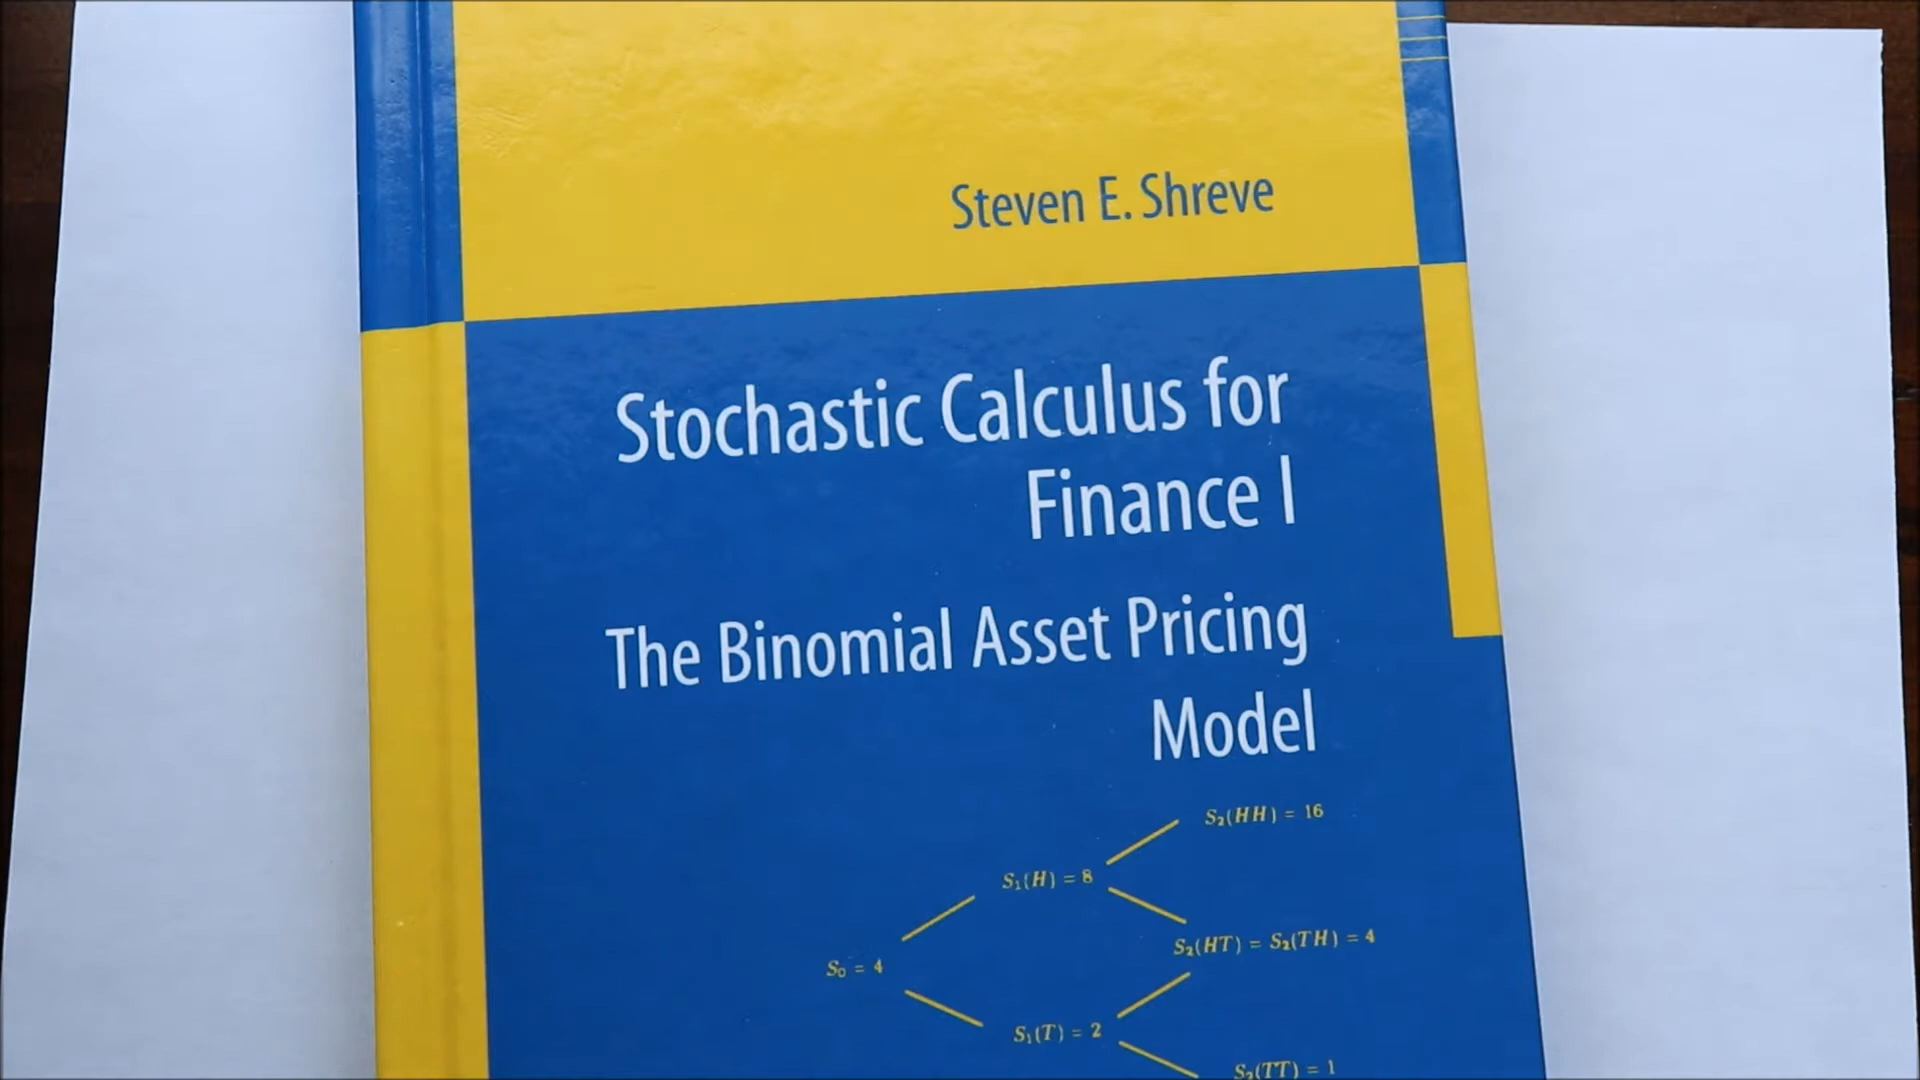 Steven E. Shreve
Stochastic Calculus for
Finance I
The Binomial Asset Pricing
Model
S₂(HH) = 16
S₁(H) = 8
S₂(HT) = S₂(TH) = 4
S₀ = 4
S₁(T) = 2
S₂(TT) = 1